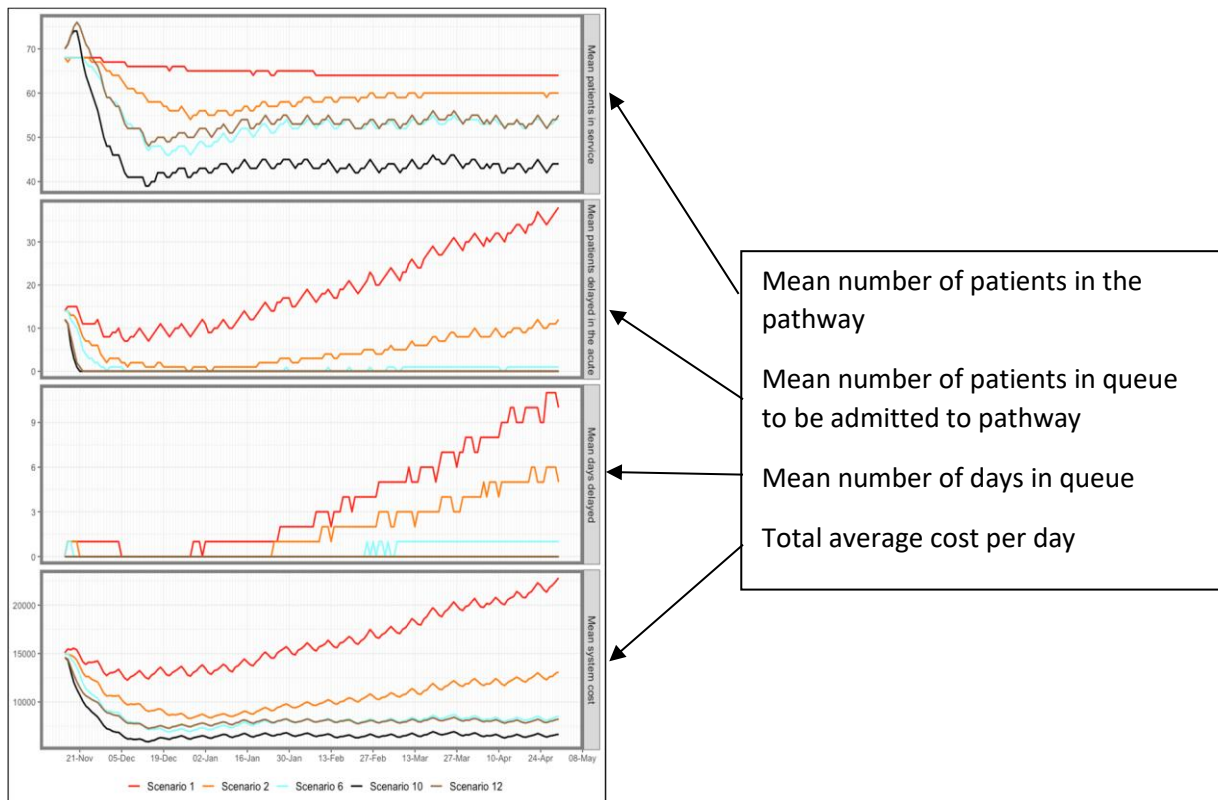 70
60
50
40
Mean patients in service
30
20
10
0
Mean patients delayed in the acute
9
6
3
0
Mean days delayed
20000
15000
10000
Mean system cost
21-Nov 05-Dec 19-Dec 02-Jan 16-Jan 30-Jan 13-Feb 27-Feb 13-Mar 27-Mar 10-Apr 24-Apr 08-May
Scenario 1 Scenario 2 Scenario 6 Scenario 10 Scenario 12
Mean number of patients in the
pathway
Mean number of patients in queue
to be admitted to pathway
Mean number of days in queue
Total average cost per day